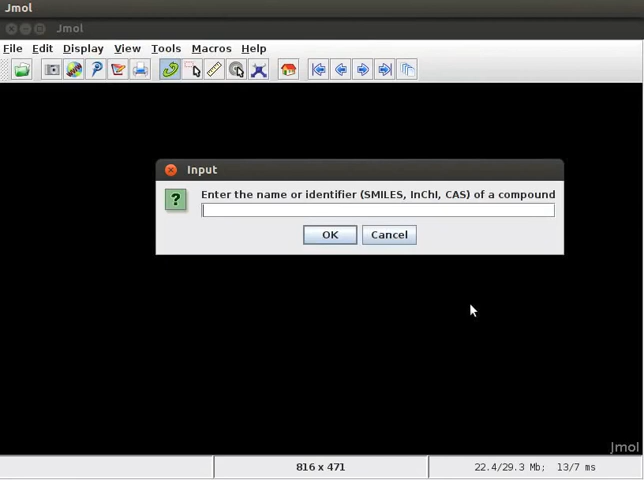 Jmol
Jmol
File Edit Display View Tools Macros Help
Input
?
Enter the name or identifier (SMILES, InChI, CAS) of a compound
OK Cancel
Jmol
816 x 471 22.4/29.3 Mb; 13/7 ms